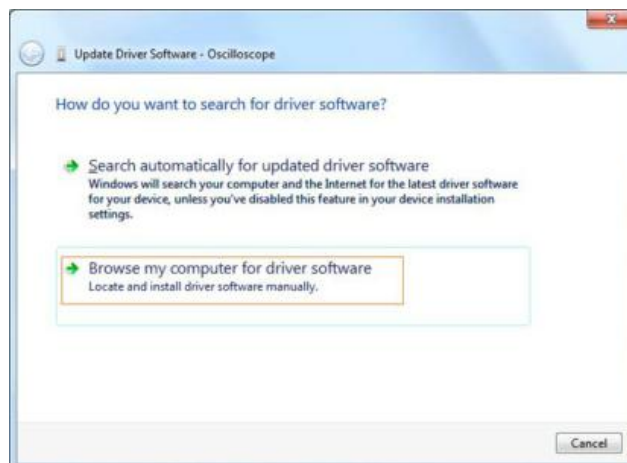 Update Driver Software - Oscilloscope
How do you want to search for driver software?
Search automatically for updated driver software
Windows will search your computer and the Internet for the latest driver software
for your device, unless you've disabled this feature in your device installation
settings.
Browse my computer for driver software
Locate and install driver software manually.
Cancel